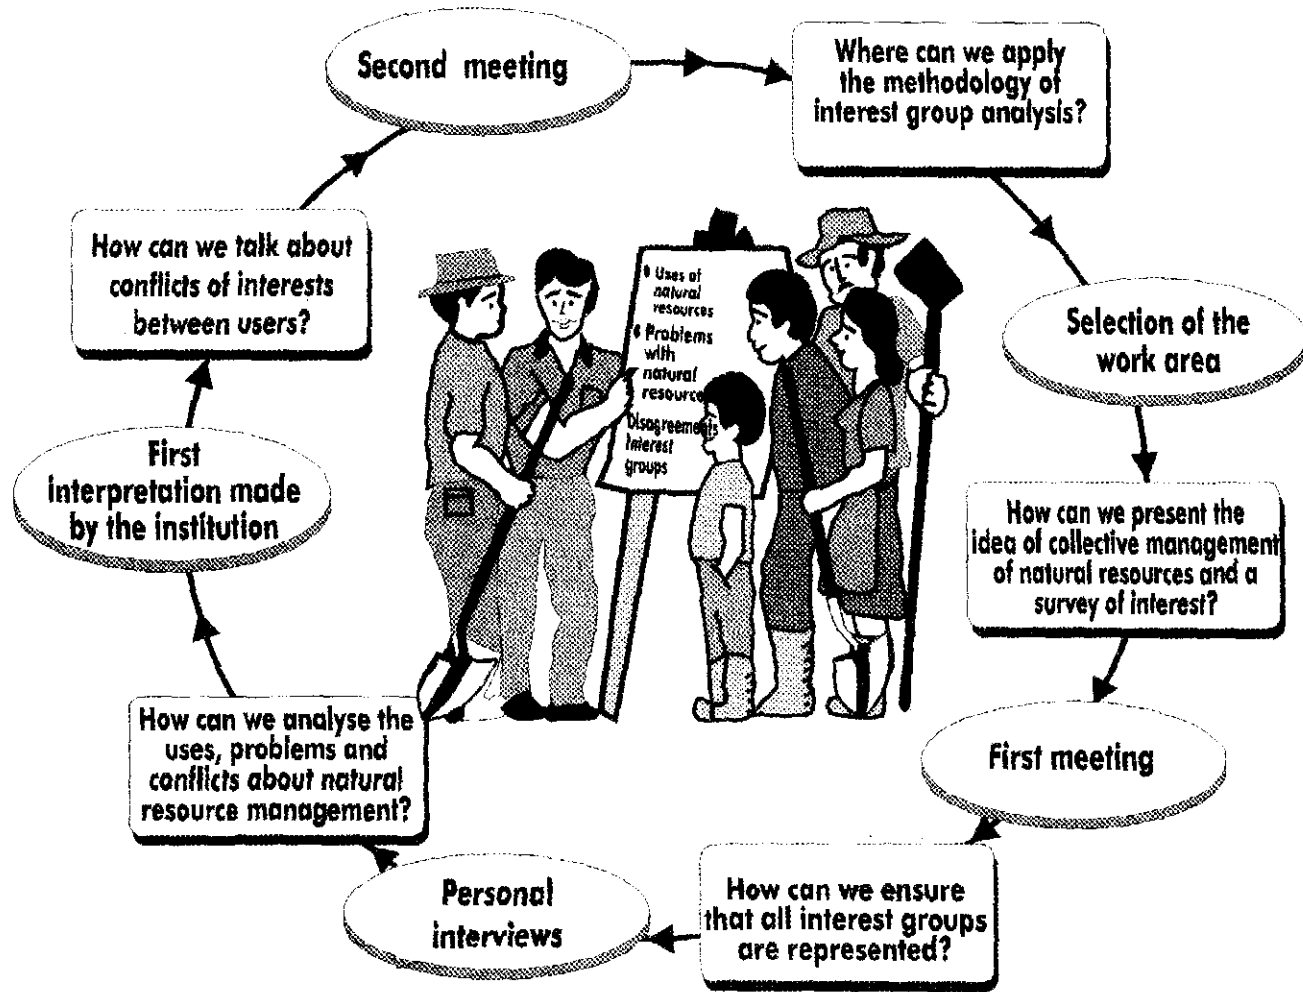 Second meeting
Where can we apply
the methodology of
interest group analysis?
Selection of the
work area
How can we present the
idea of collective management
of natural resources and a
survey of interest?
First meeting
How can we ensure
that all interest groups
are represented?
Personal
interviews
How can we analyse the
uses, problems and
conflicts about natural
resource management?
First
interpretation made
by the institution
How can we talk about
conflicts of interests
between users?
Uses of
natural
resources
Problems
with
natural
resource
Disagreements
Interest
groups